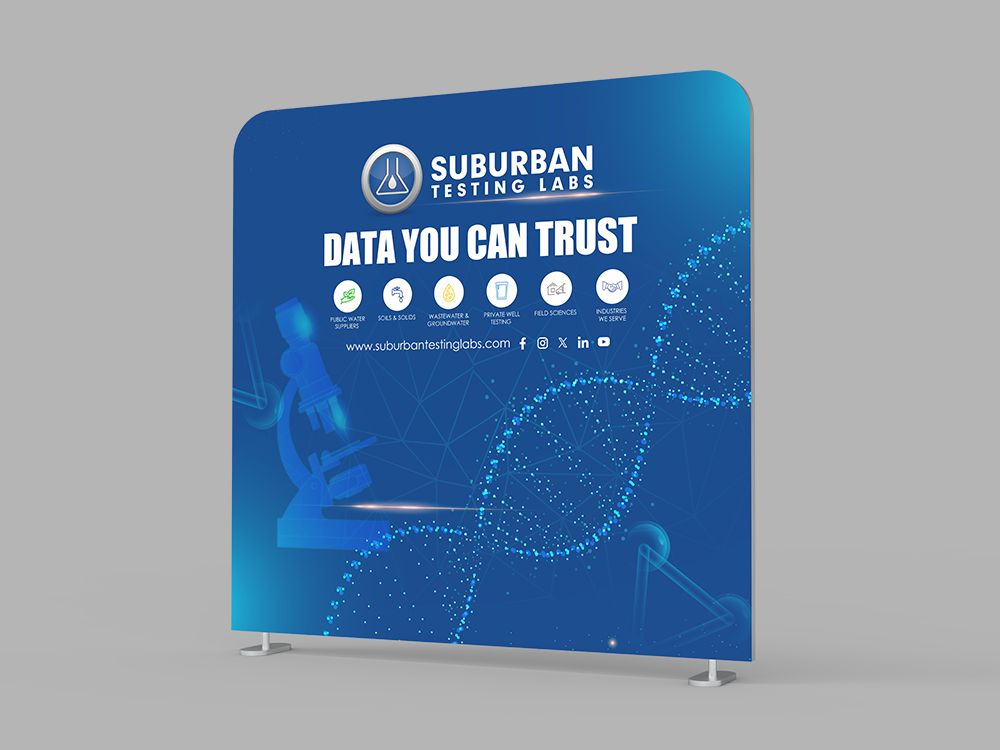 SUBURBAN
TESTING LABS
DATA YOU CAN TRUST
PUBLIC WATER
SUPPLIERS
SOILS & SOLIDS
WASTEWATER &
GROUNDWATER
PRIVATE WELL
TESTING
FIELD SCIENCES
INDUSTRIES
WE SERVE
www.suburbantestinglabs.com